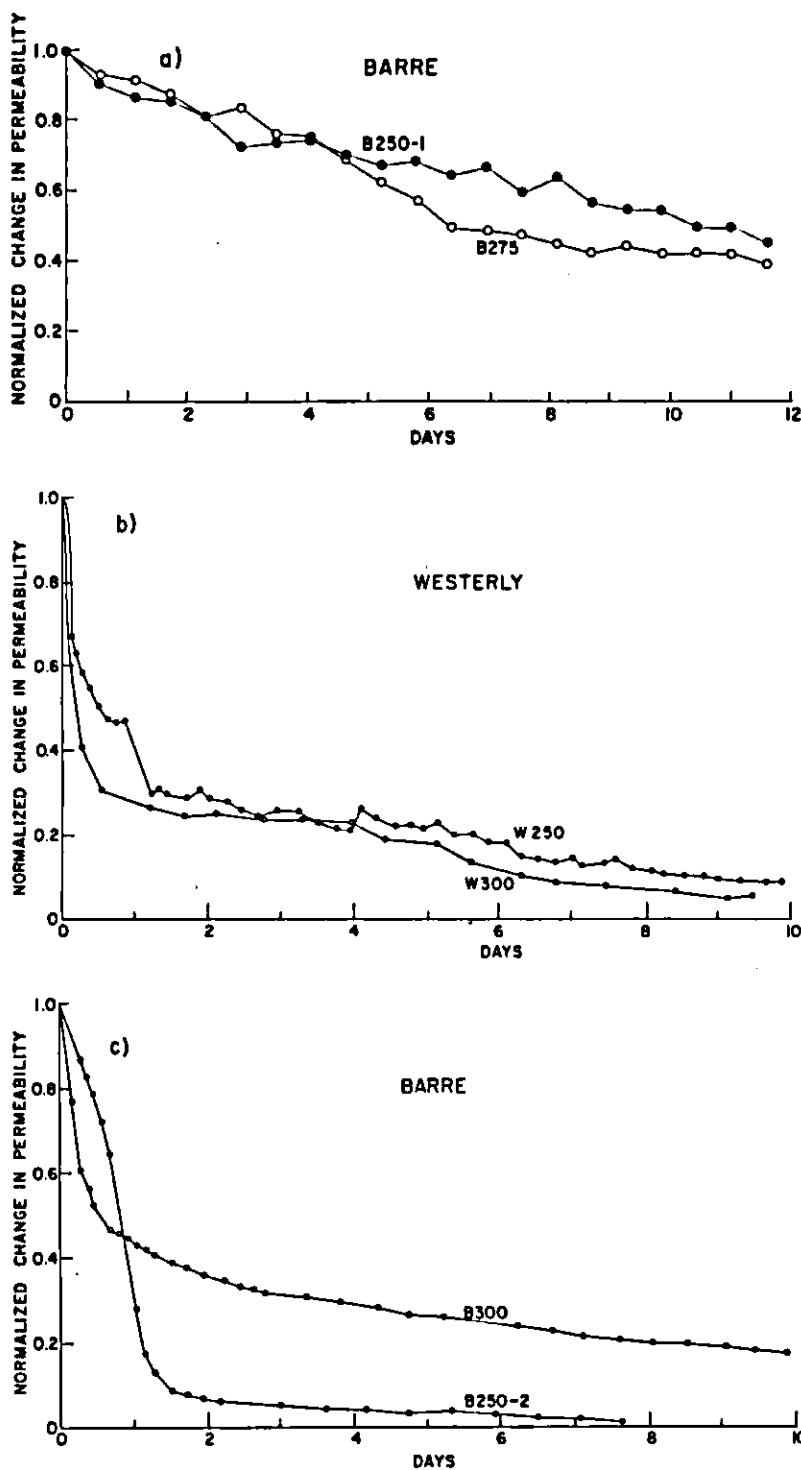 NORMALIZED CHANGE IN PERMEABILITY
a)
BARRE
1.0
0.8
0.6
0.4
0.2
0
B250-1
B275
0 2 4 6 8 10 12
DAYS
NORMALIZED CHANGE IN PERMEABILITY
b)
WESTERLY
1.0
0.8
0.6
0.4
0.2
0
W250
W300
0 2 4 6 8 10
DAYS
NORMALIZED CHANGE IN PERMEABILITY
c)
BARRE
1.0
0.8
0.6
0.4
0.2
0
B300
B250-2
0 2 4 6 8 10
DAYS